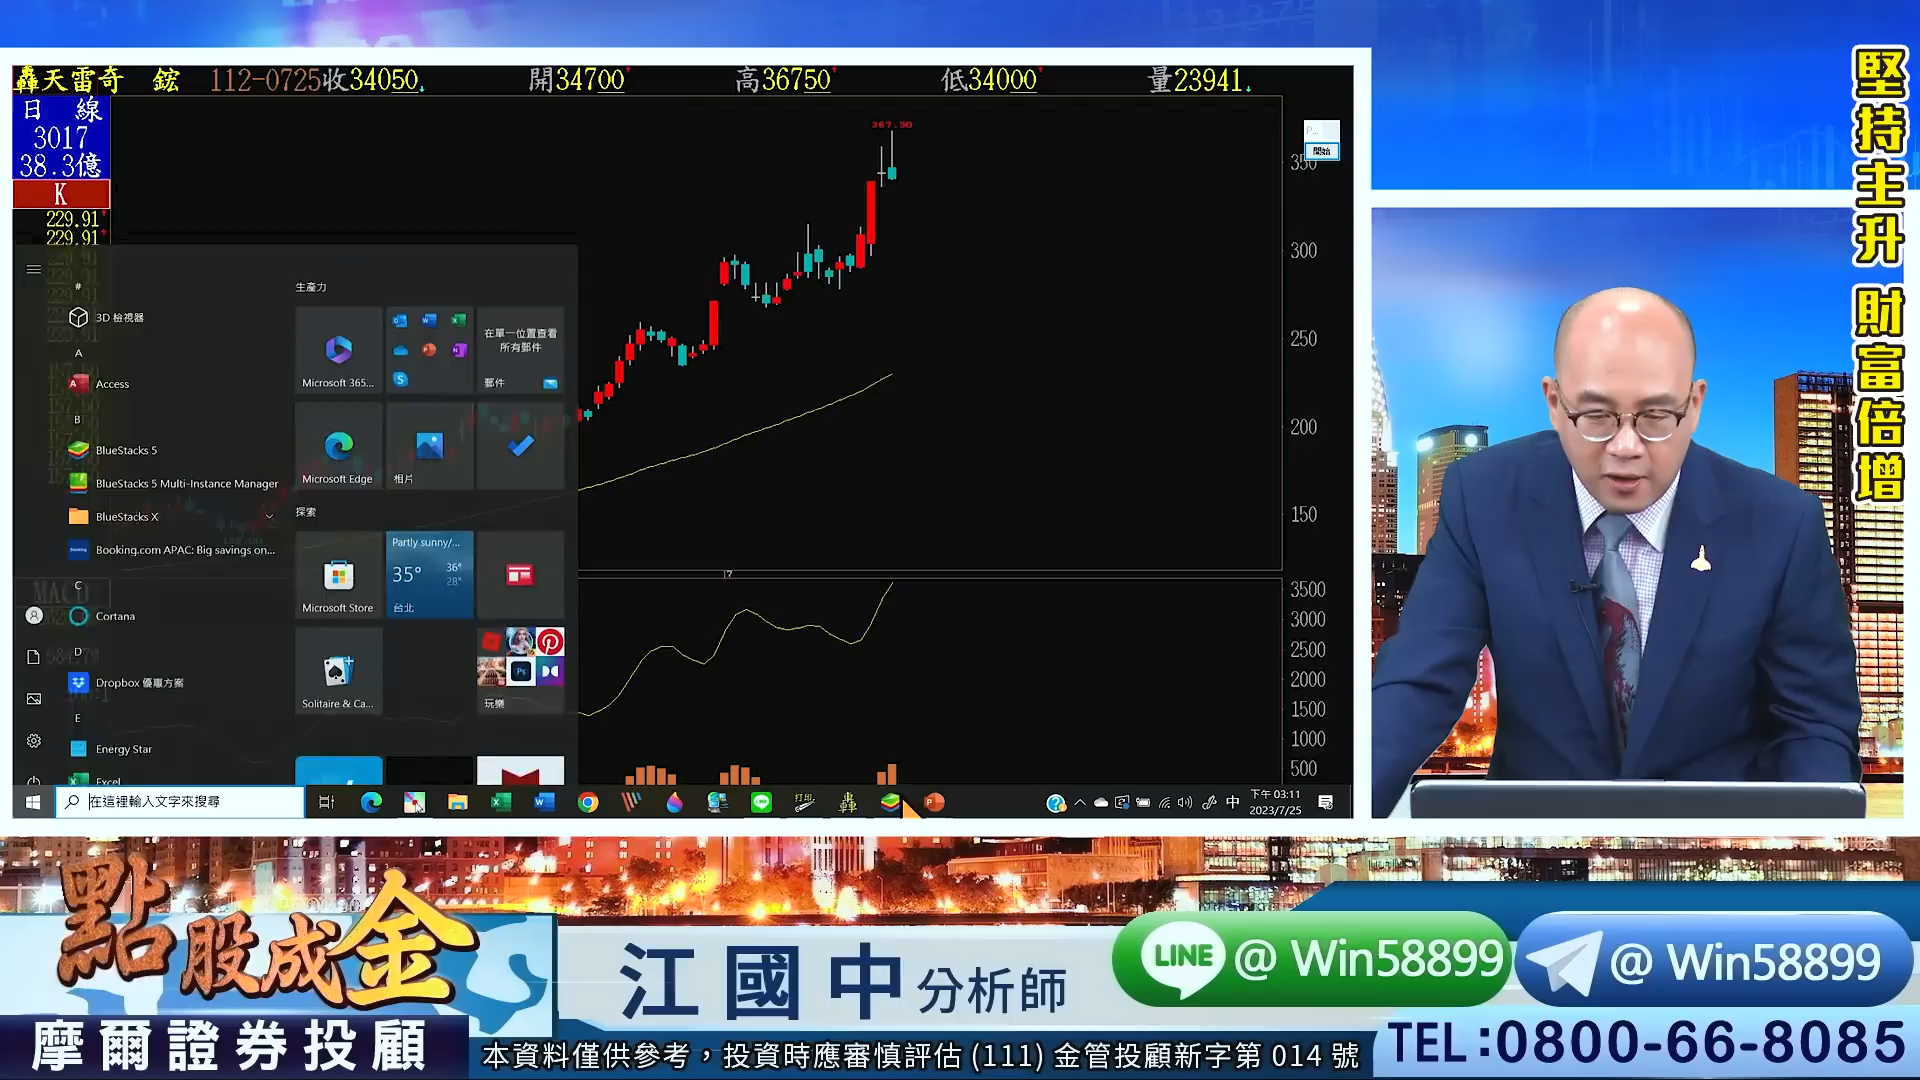 轟天雷奇　鋐 112-0725收34050 開34700 高36750 低34000 量23941
日 線
3017
38.3億
K
229.91
229.91
367.50
350
300
250
200
150
3500
3000
2500
2000
1500
1000
500
開始
#
3D 檢視器
A
Access
B
BlueStacks 5
BlueStacks 5 Multi-Instance Manager
BlueStacks X
Booking.com APAC: Big savings on...
C
Cortana
D
Dropbox 優惠方案
E
Energy Star
Excel
生產力
Microsoft 365...
在單一位置查看
所有郵件
郵件
Microsoft Edge
相片
探索
Microsoft Store
Partly sunny/...
35° 36°
28°
台北
Solitaire & Ca...
玩樂
MACD
在這裡輸入文字來搜尋
中
下午 03:11
2023/7/25
堅持主升 財富倍增
點股成金
摩爾證券投顧
江國中 分析師
LINE @ Win58899
@ Win58899
TEL:0800-66-8085
本資料僅供參考，投資時應審慎評估 (111) 金管投顧新字第 014 號